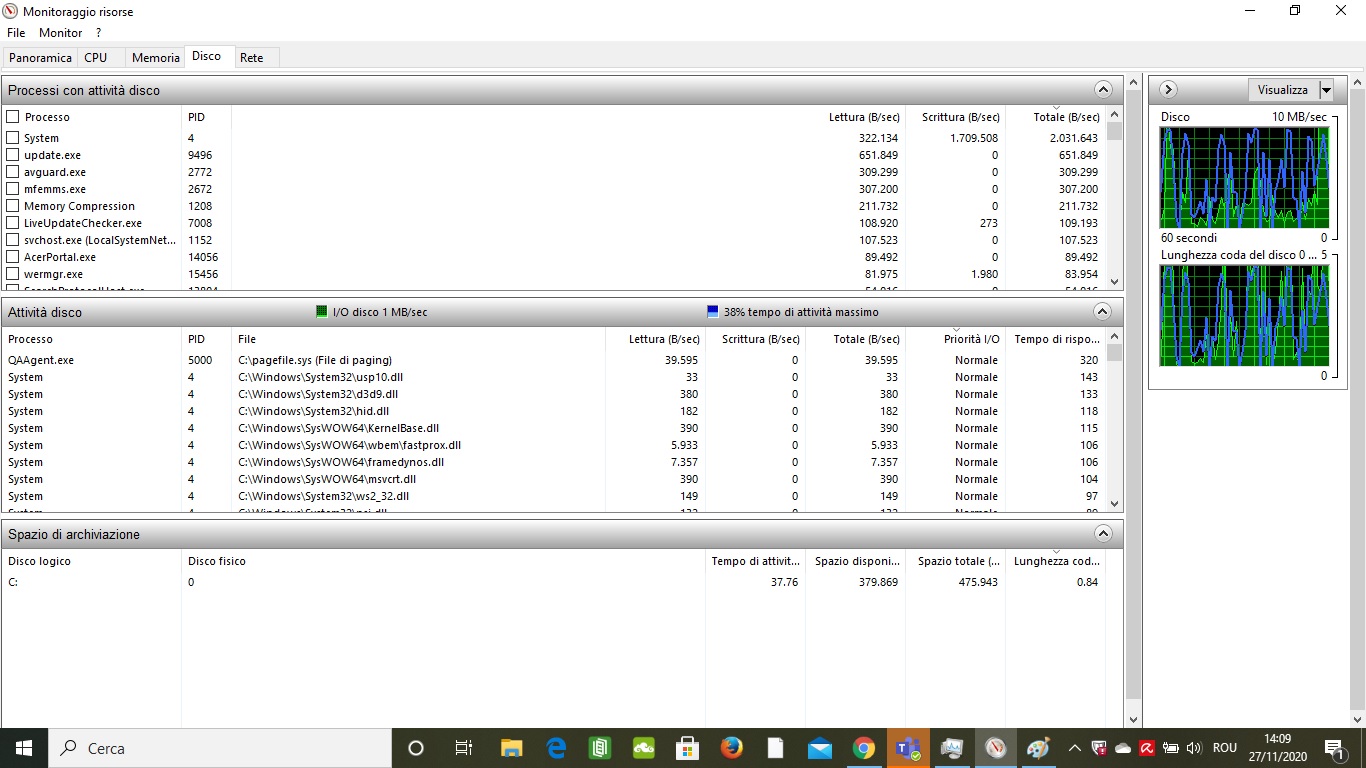 Monitoraggio risorse
File Monitor ?
Panoramica CPU Memoria Disco Rete
Processi con attività disco
Processo PID Lettura (B/sec) Scrittura (B/sec) Totale (B/sec)
System 4 322.134 1.709.508 2.031.643
update.exe 9496 651.849 0 651.849
avguard.exe 2772 309.299 0 309.299
mfemms.exe 2672 307.200 0 307.200
Memory Compression 1208 211.732 0 211.732
LiveUpdateChecker.exe 7008 108.920 273 109.193
svchost.exe (LocalSystemNet... 1152 107.523 0 107.523
AcerPortal.exe 14056 89.492 0 89.492
wermgr.exe 15456 81.975 1.980 83.954
Attività disco I/O disco 1 MB/sec 38% tempo di attività massimo
Processo PID File Lettura (B/sec) Scrittura (B/sec) Totale (B/sec) Priorità I/O Tempo di rispo...
QAAgent.exe 5000 C:\pagefile.sys (File di paging) 39.595 0 39.595 Normale 320
System 4 C:\Windows\System32\usp10.dll 33 0 33 Normale 143
System 4 C:\Windows\System32\d3d9.dll 380 0 380 Normale 133
System 4 C:\Windows\System32\hid.dll 182 0 182 Normale 118
System 4 C:\Windows\SysWOW64\KernelBase.dll 390 0 390 Normale 115
System 4 C:\Windows\SysWOW64\wbem\fastprox.dll 5.933 0 5.933 Normale 106
System 4 C:\Windows\SysWOW64\framedynos.dll 7.357 0 7.357 Normale 106
System 4 C:\Windows\SysWOW64\msvcrt.dll 390 0 390 Normale 104
System 4 C:\Windows\System32\ws2_32.dll 149 0 149 Normale 97
Spazio di archiviazione
Disco logico Disco fisico Tempo di attivit... Spazio disponi... Spazio totale (... Lunghezza cod...
C: 0 37.76 379.869 475.943 0.84
Visualizza
Disco 10 MB/sec
60 secondi 0
Lunghezza coda del disco 0 ... 5
0
Cerca
ROU
14:09
27/11/2020
1